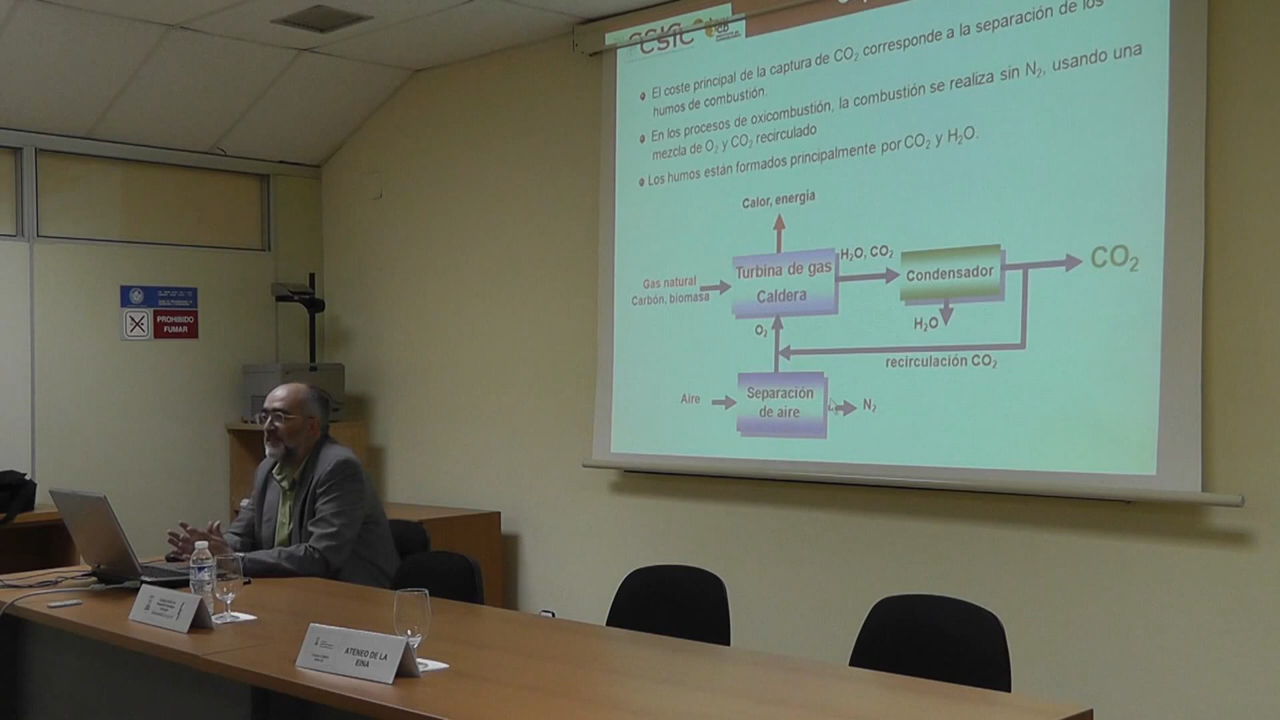 CSIC
El coste principal de la captura de CO₂ corresponde a la separación de los
humos de combustión.
En los procesos de oxicombustión, la combustión se realiza sin N₂, usando una
mezcla de O₂ y CO₂ recirculado
Los humos están formados principalmente por CO₂ y H₂O.
Calor, energía
Gas natural
Carbón, biomasa
Turbina de gas
Caldera
H₂O, CO₂
Condensador
CO₂
H₂O
O₂
recirculación CO₂
Aire
Separación
de aire
N₂
PROHIBIDO
FUMAR
ATENEO DE LA
EINA